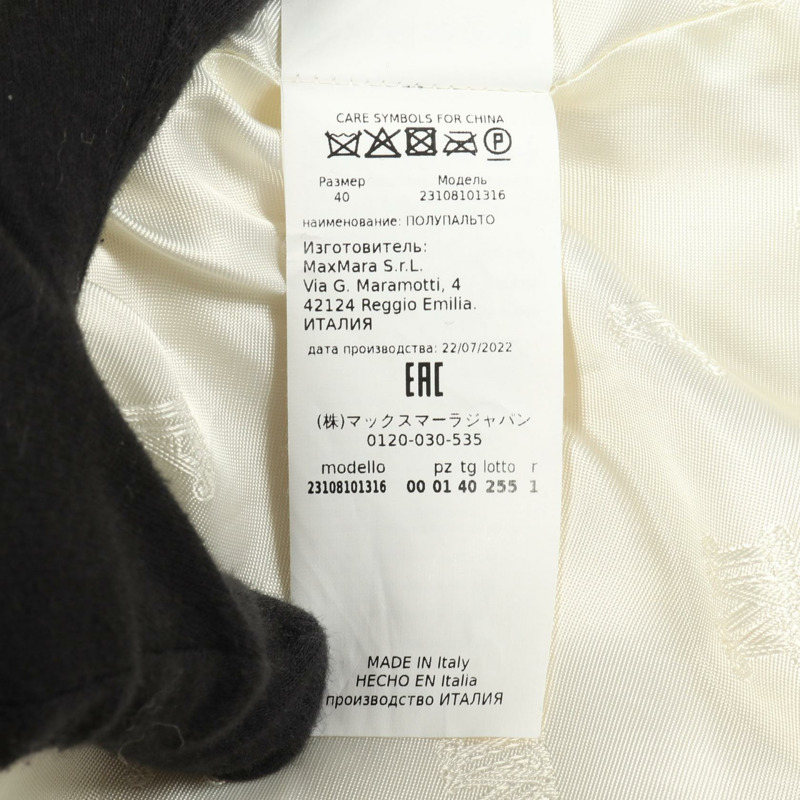 CARE SYMBOLS FOR CHINA
P
Размер Модель
40 23108101316
наименование: ПОЛУПАЛЬТО
Изготовитель:
MaxMara S.r.L.
Via G. Maramotti, 4
42124 Reggio Emilia.
ИТАЛИЯ
дата производства: 22/07/2022
EAC
(株)マックスマーラジャパン
0120-030-535
modello pz tg lotto r
23108101316 00 01 40 255 1
MADE IN Italy
HECHO EN Italia
производство ИТАЛИЯ